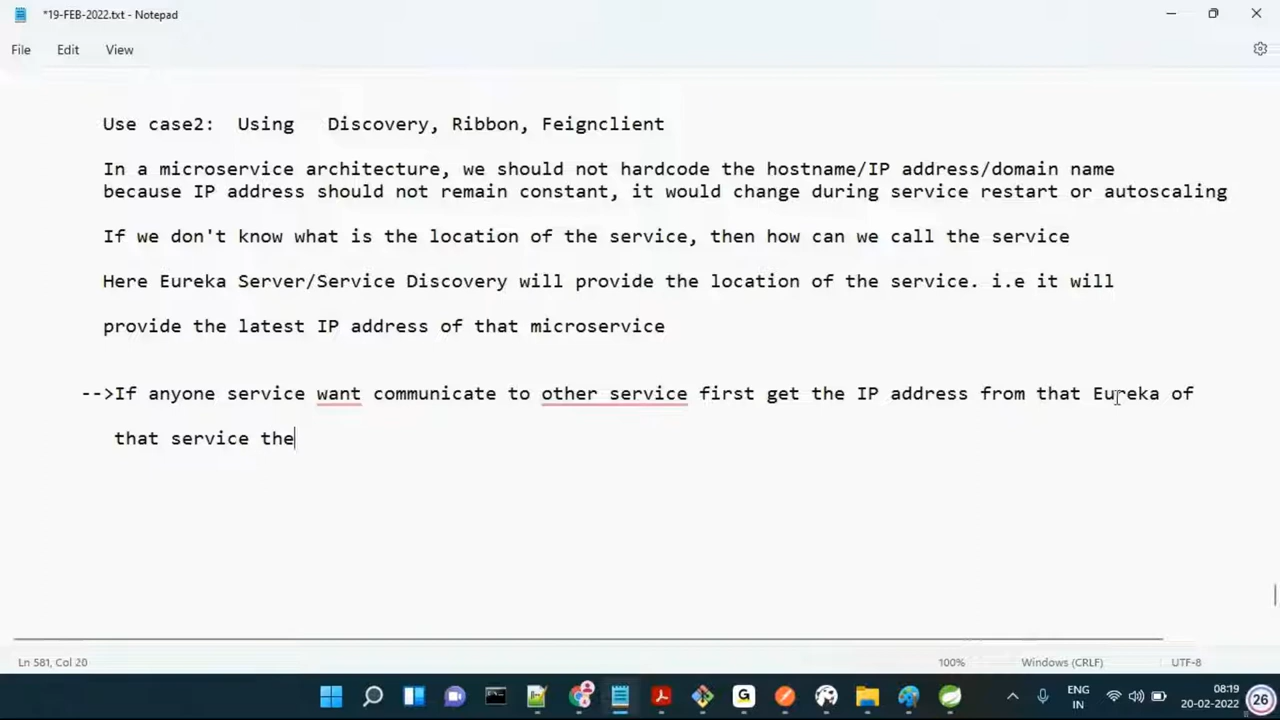 *19-FEB-2022.txt - Notepad
File Edit View
Use case2: Using Discovery, Ribbon, Feignclient
In a microservice architecture, we should not hardcode the hostname/IP address/domain name
because IP address should not remain constant, it would change during service restart or autoscaling
If we don't know what is the location of the service, then how can we call the service
Here Eureka Server/Service Discovery will provide the location of the service. i.e it will
provide the latest IP address of that microservice
-->If anyone service want communicate to other service first get the IP address from that Eureka of
that service the
Ln 581, Col 20 100% Windows (CRLF) UTF-8
ENG 08:19
IN 20-02-2022 26